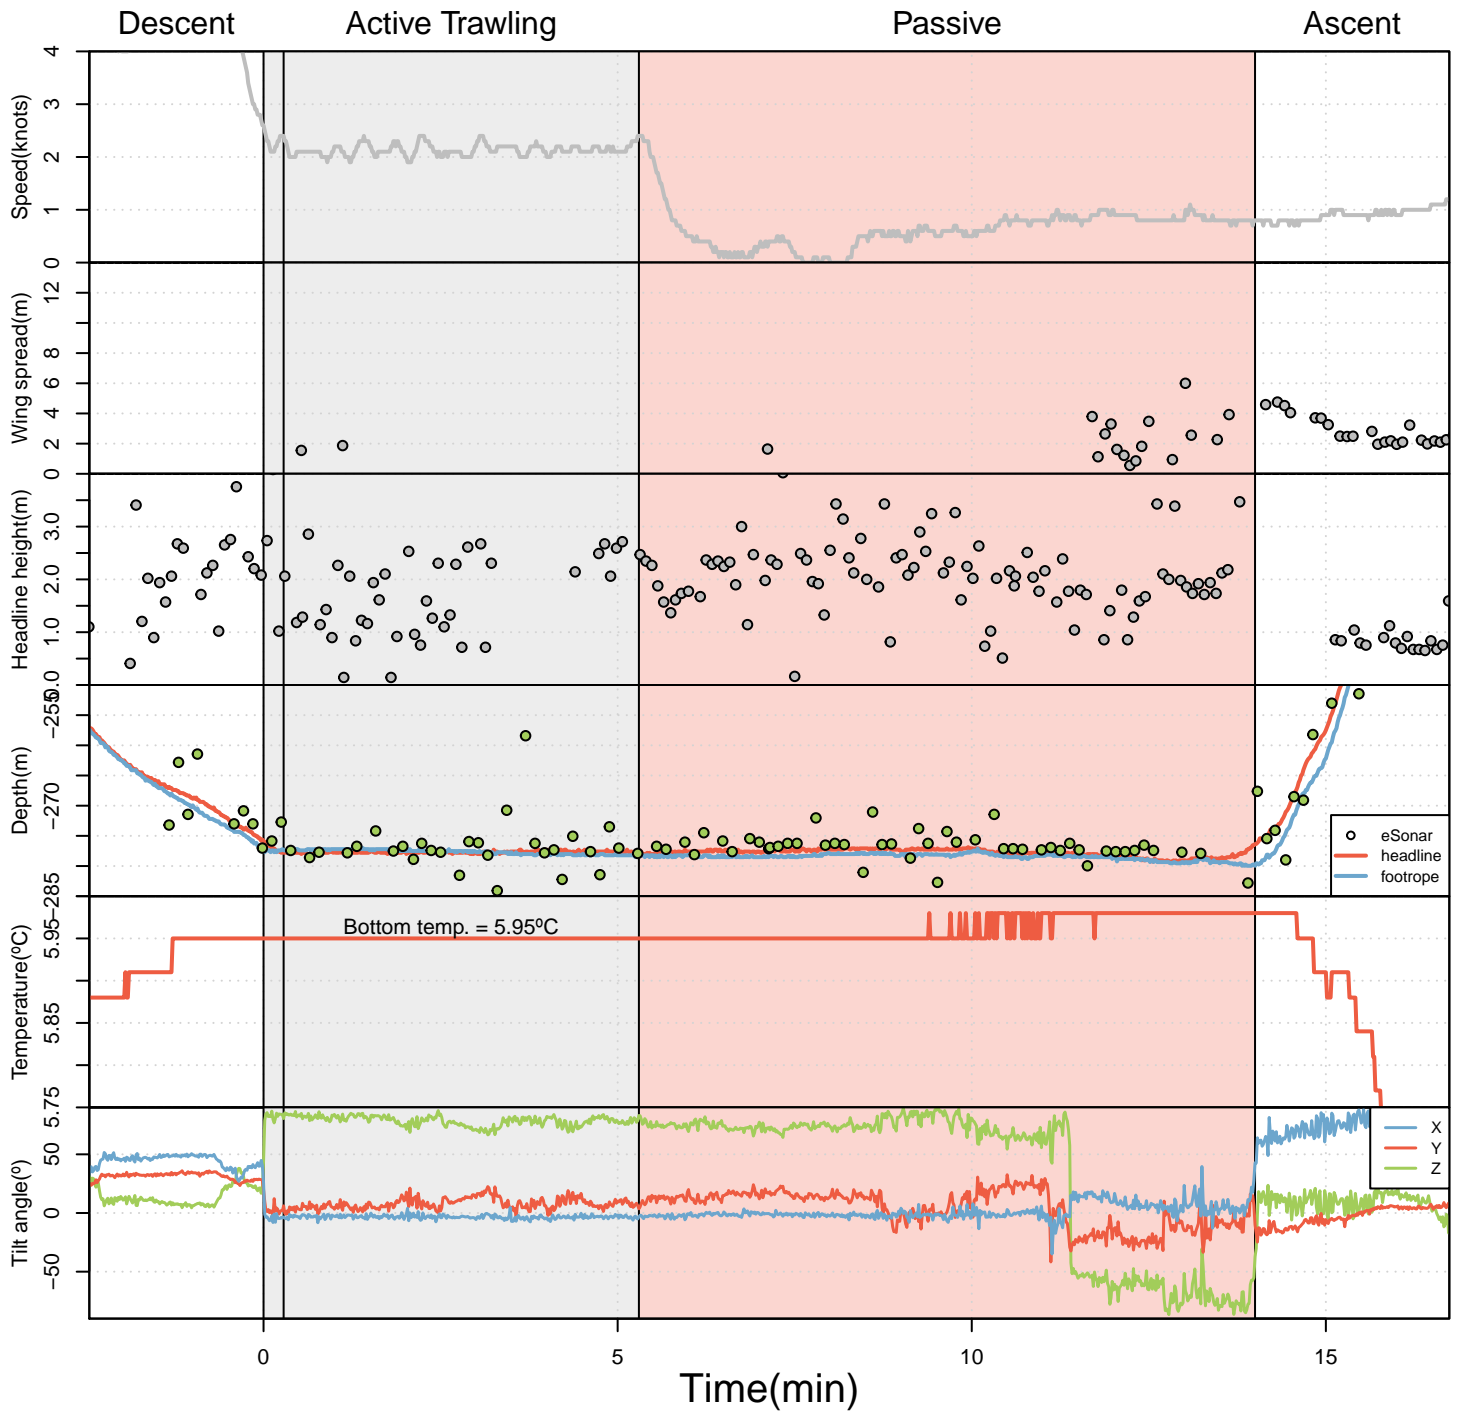 Descent Active Trawling Passive Ascent
Speed(knots)
4
3
2
1
0
Wing spread(m)
12
8
6
4
2
0
Headline height(m)
3.0
2.0
1.0
0.0
Depth(m)
−255
−270
−285
eSonar
headline
footrope
Temperature(ºC)
5.95
5.85
5.75
Bottom temp. = 5.95ºC
Tilt angle(º)
50
0
−50
X
Y
Z
0 5 10 15
Time(min)